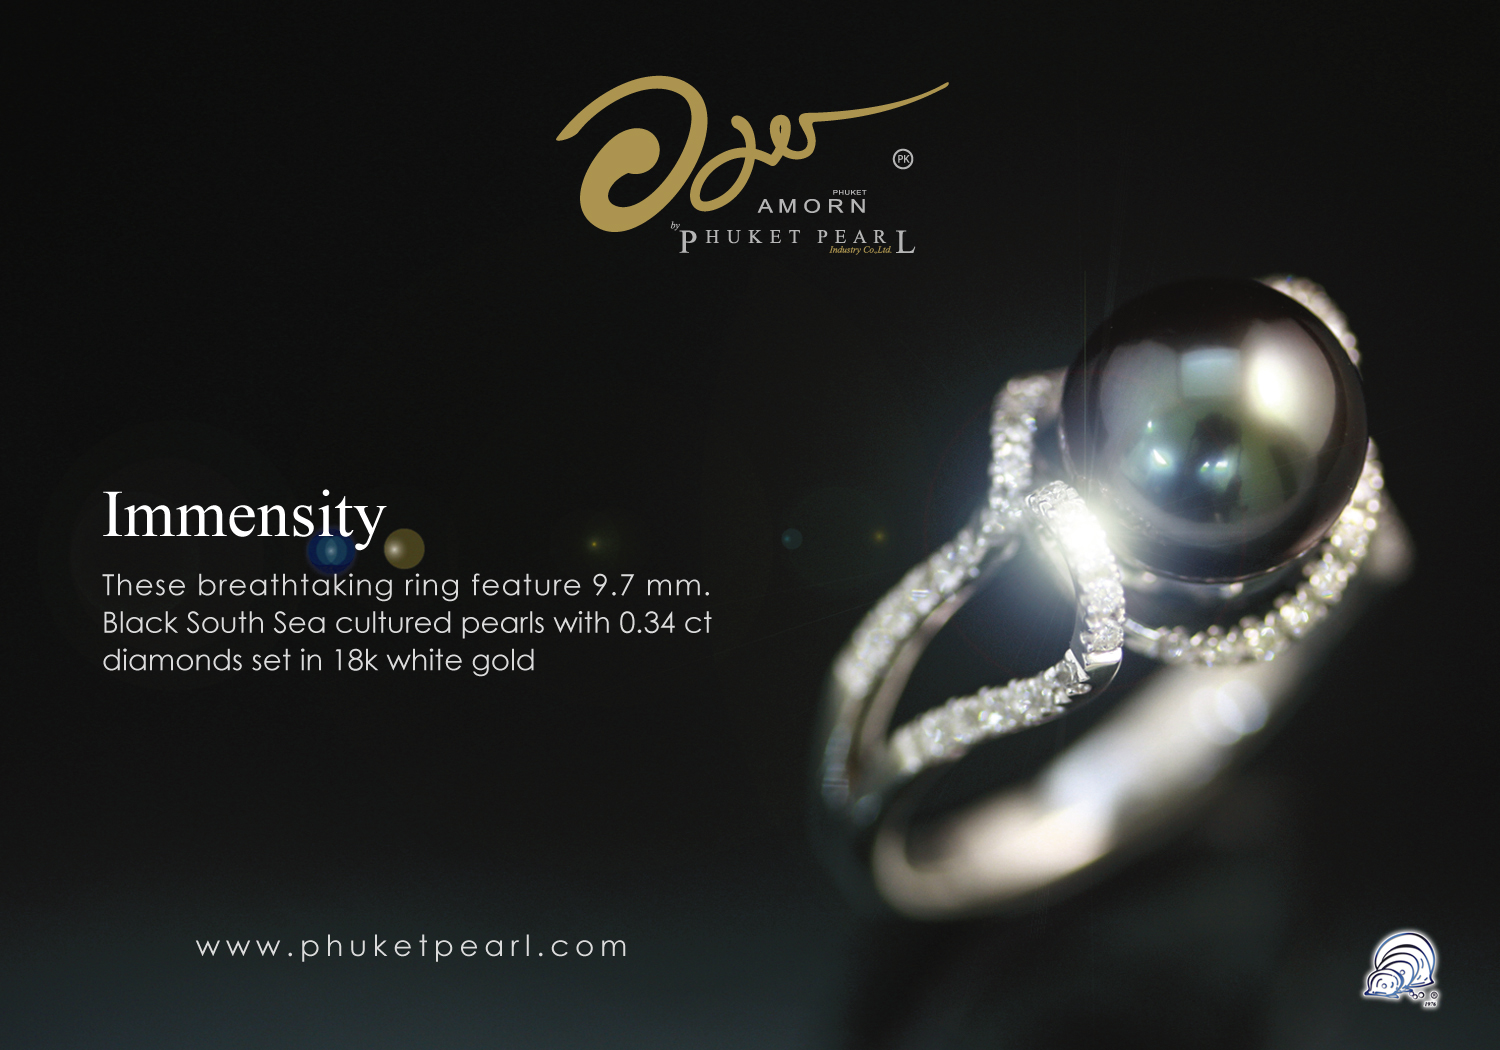 PK
PHUKET
AMORN
by
PHUKET PEARL
Industry Co.,Ltd.
Immensity
These breathtaking ring feature 9.7 mm.
Black South Sea cultured pearls with 0.34 ct
diamonds set in 18k white gold
www.phuketpearl.com
1976